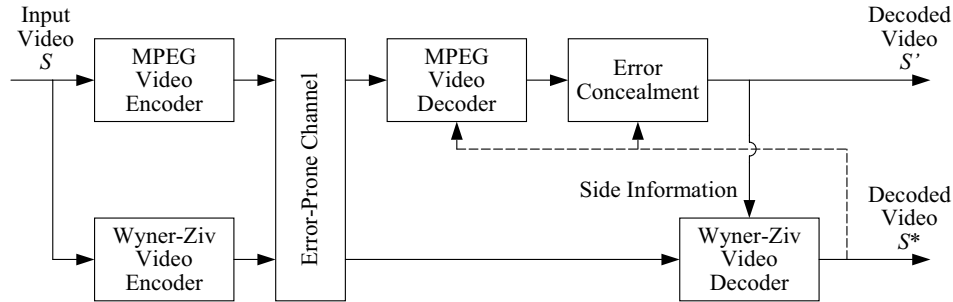 Input
Video
S
MPEG
Video
Encoder
Error-Prone Channel
MPEG
Video
Decoder
Error
Concealment
Decoded
Video
S’
Side Information
Wyner-Ziv
Video
Encoder
Wyner-Ziv
Video
Decoder
Decoded
Video
S*